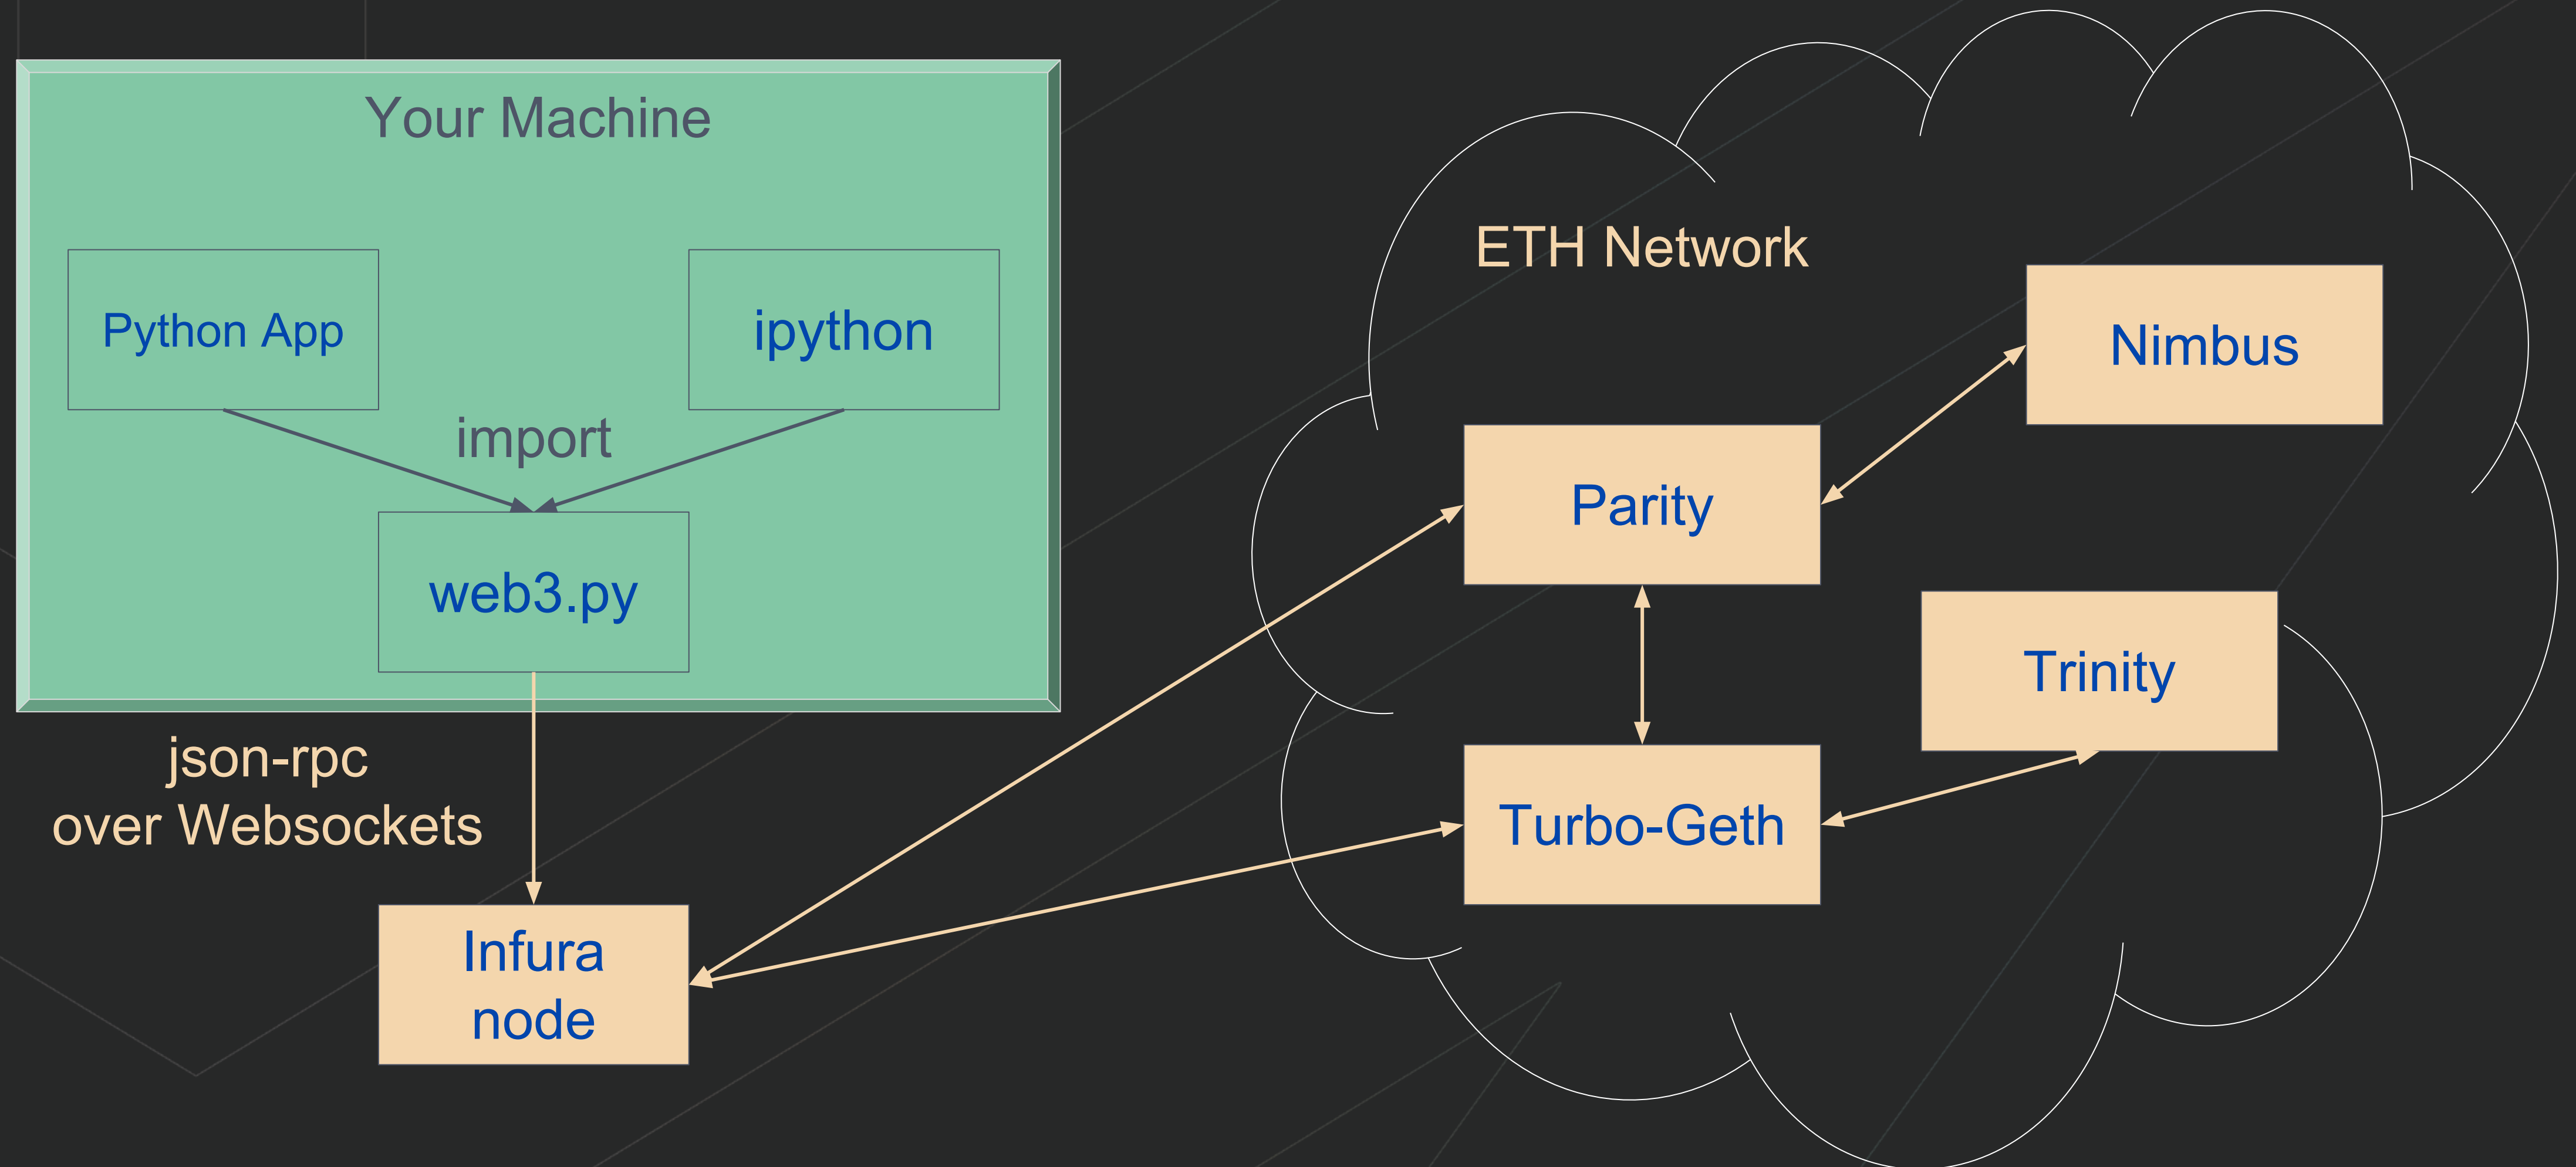 Your Machine
Python App
ipython
import
web3.py
json-rpc
over Websockets
Infura
node
ETH Network
Nimbus
Parity
Trinity
Turbo-Geth